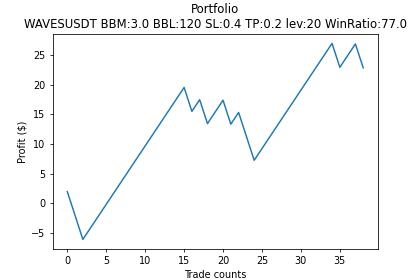 Portfolio
WAVESUSDT BBM:3.0 BBL:120 SL:0.4 TP:0.2 lev:20 WinRatio:77.0
25
20
15
10
5
0
−5
Profit ($)
0 5 10 15 20 25 30 35
Trade counts